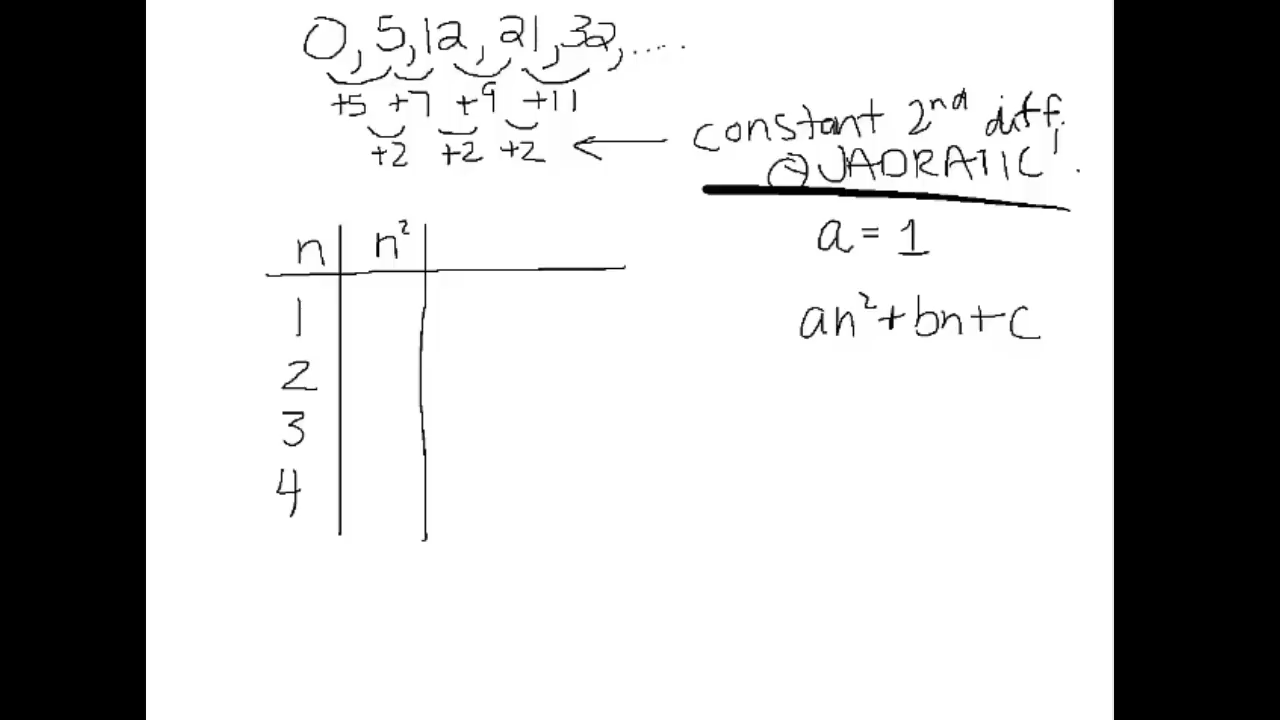 0, 5, 12, 21, 32, .....
+5 +7 +9 +11
+2 +2 +2
constant 2nd diff.
QUADRATIC!
a = 1
an²+bn+c
n n²
1
2
3
4